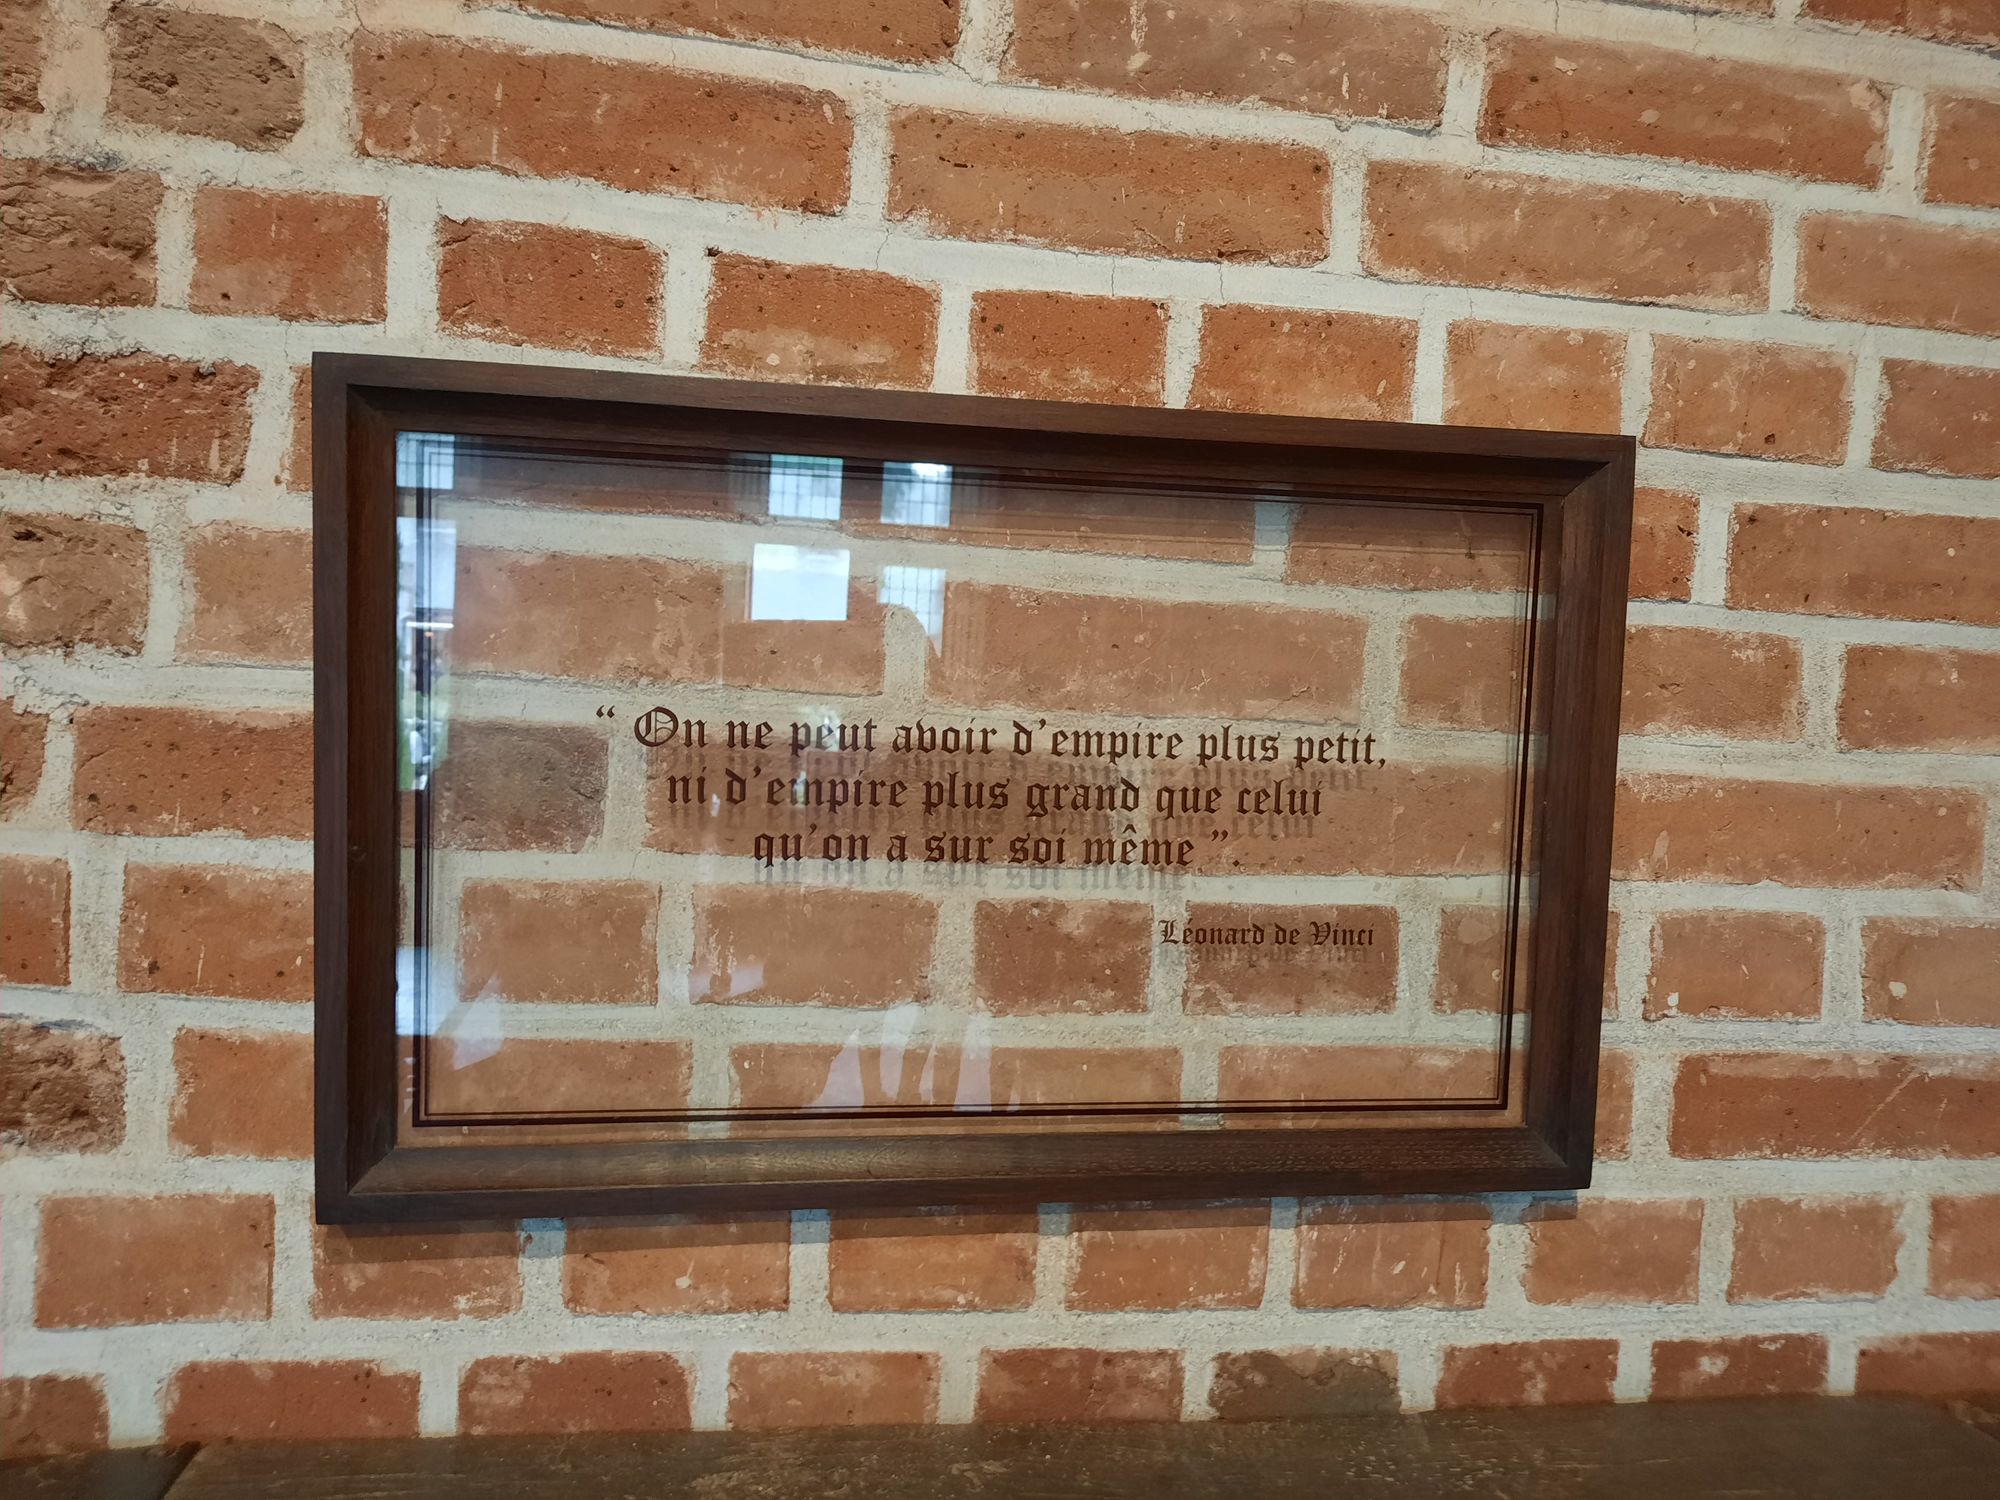 “ On ne peut avoir d'empire plus petit,
ni d'empire plus grand que celui
qu'on a sur soi même ”.
Léonard de Vinci